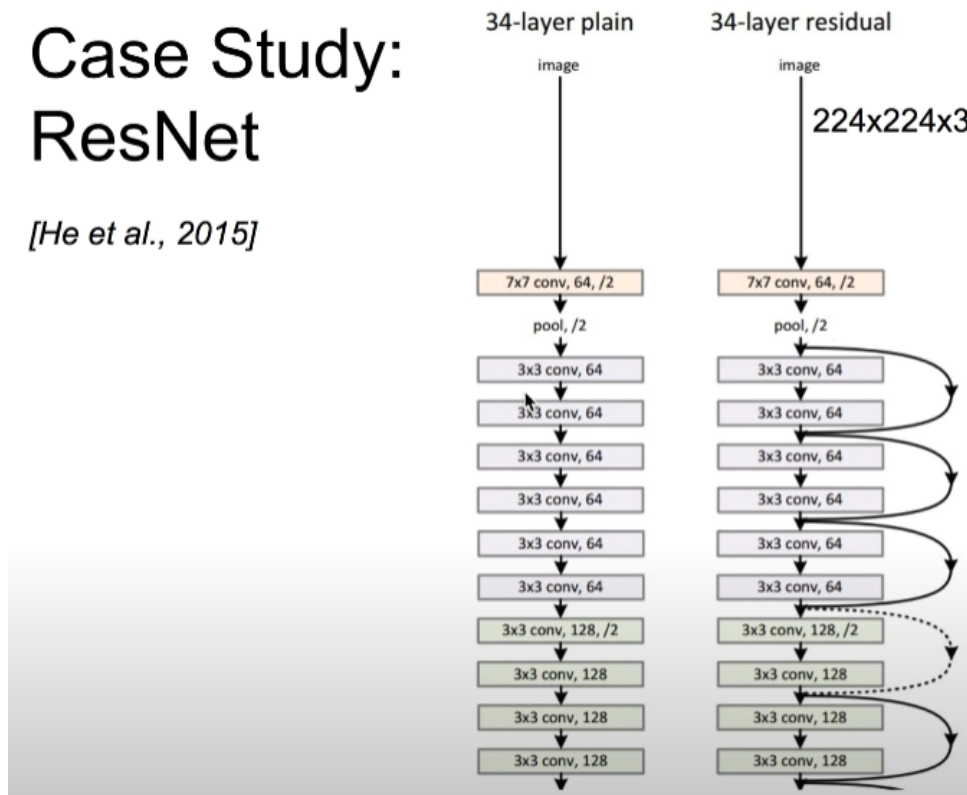 Case Study:
ResNet
[He et al., 2015]
34-layer plain
image
7x7 conv, 64, /2
pool, /2
3x3 conv, 64
3x3 conv, 64
3x3 conv, 64
3x3 conv, 64
3x3 conv, 64
3x3 conv, 64
3x3 conv, 128, /2
3x3 conv, 128
3x3 conv, 128
3x3 conv, 128
34-layer residual
image
224x224x3
7x7 conv, 64, /2
pool, /2
3x3 conv, 64
3x3 conv, 64
3x3 conv, 64
3x3 conv, 64
3x3 conv, 64
3x3 conv, 64
3x3 conv, 128, /2
3x3 conv, 128
3x3 conv, 128
3x3 conv, 128